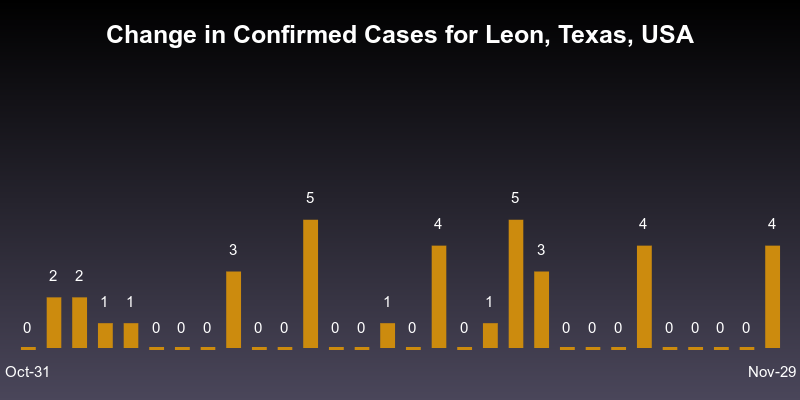 Change in Confirmed Cases for Leon, Texas, USA
0 2 2 1 1 0 0 0 3 0 0 5 0 0 1 0 4 0 1 5 3 0 0 0 4 0 0 0 0 4
Oct-31 Nov-29